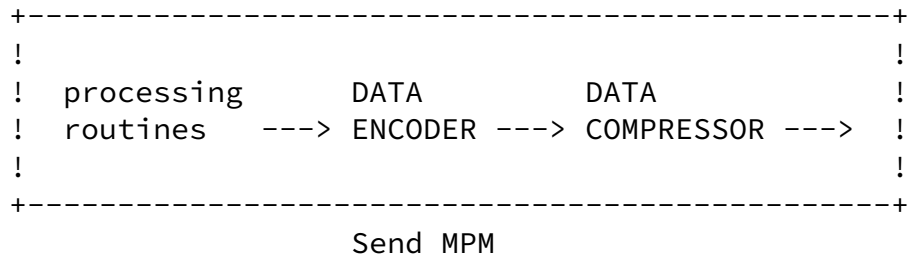 +------------------------------------------------+
!                                                !
!  processing      DATA         DATA             !
!  routines   ---> ENCODER ---> COMPRESSOR --->  !
!                                                !
+------------------------------------------------+
Send MPM